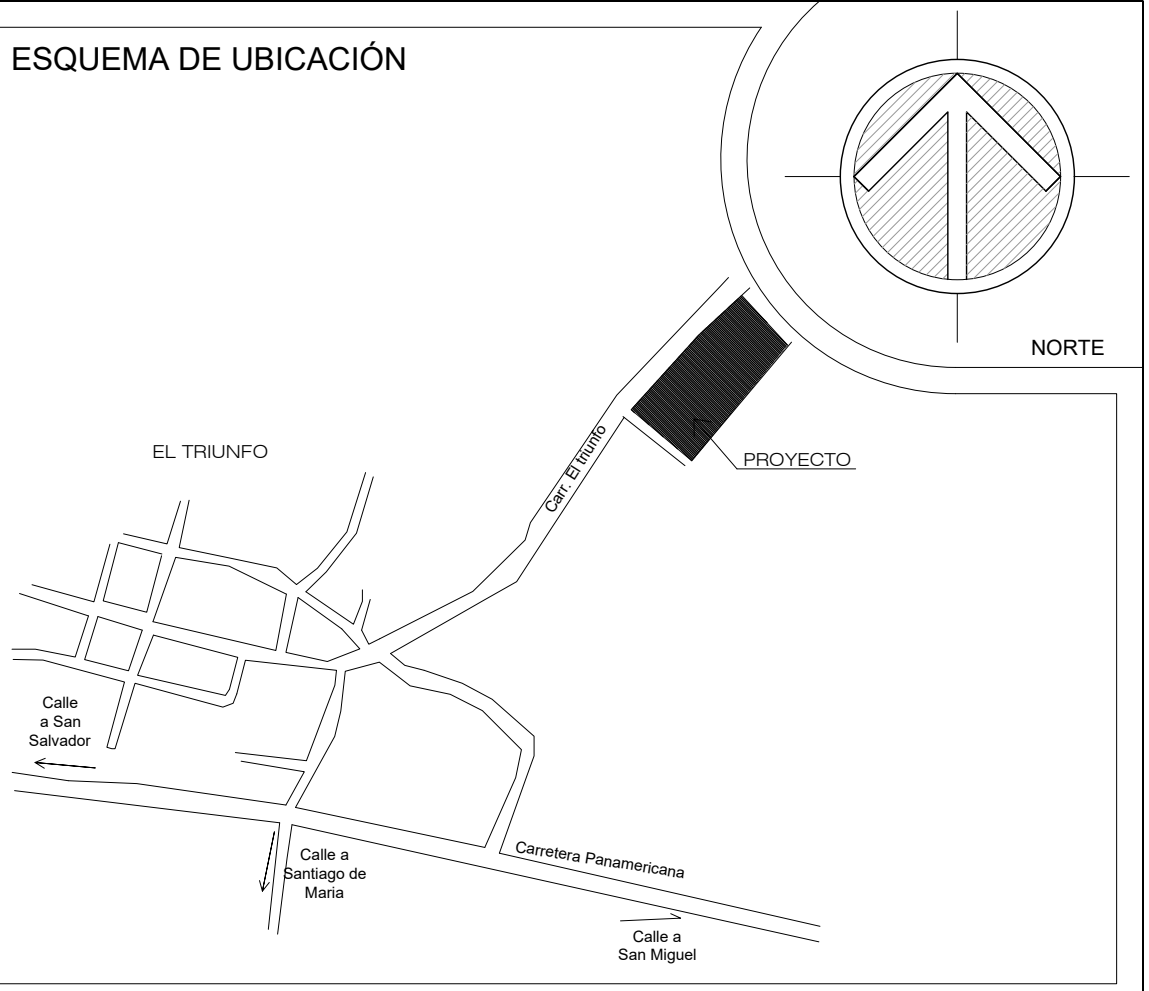 ESQUEMA DE UBICACIÓN
NORTE
EL TRIUNFO
Carr. El triunfo
PROYECTO
Calle
a San
Salvador
Calle a
Santiago de
Maria
Carretera Panamericana
Calle a
San Miguel